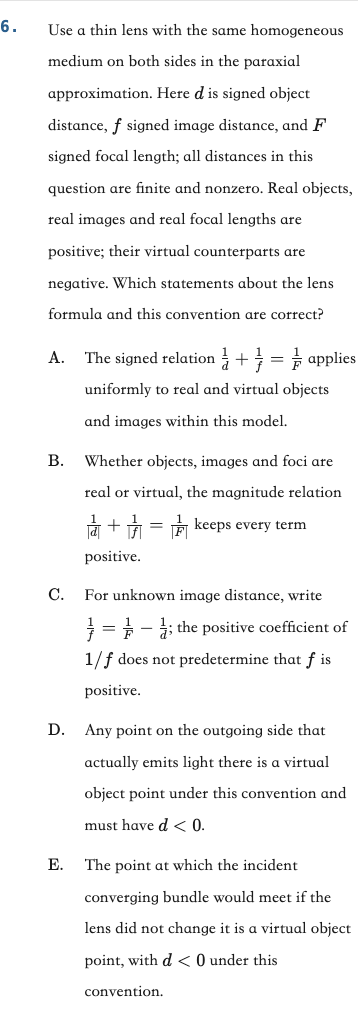 6. Use a thin lens with the same homogeneous
medium on both sides in the paraxial
approximation. Here d is signed object
distance, f signed image distance, and F
signed focal length; all distances in this
question are finite and nonzero. Real objects,
real images and real focal lengths are
positive; their virtual counterparts are
negative. Which statements about the lens
formula and this convention are correct?
A. The signed relation 1/d + 1/f = 1/F applies
uniformly to real and virtual objects
and images within this model.
B. Whether objects, images and foci are
real or virtual, the magnitude relation
1/|d| + 1/|f| = 1/|F| keeps every term
positive.
C. For unknown image distance, write
1/f = 1/F − 1/d; the positive coefficient of
1/f does not predetermine that f is
positive.
D. Any point on the outgoing side that
actually emits light there is a virtual
object point under this convention and
must have d < 0.
E. The point at which the incident
converging bundle would meet if the
lens did not change it is a virtual object
point, with d < 0 under this
convention.